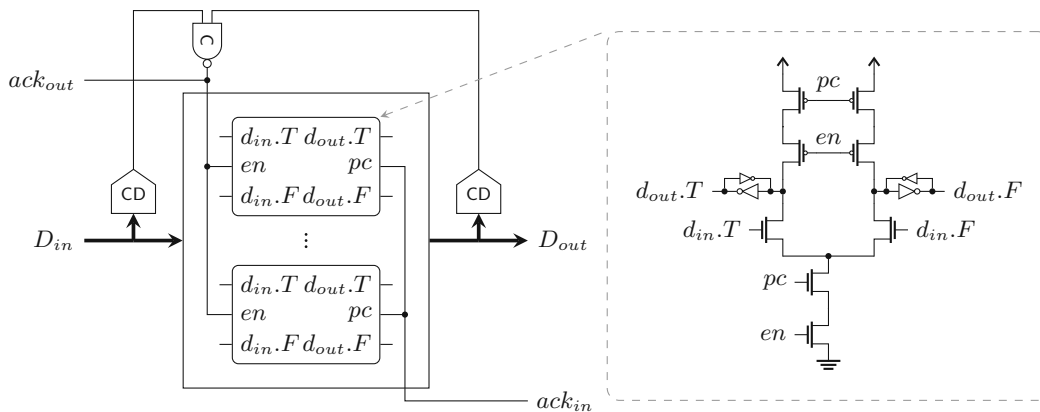 C
ack_out
d_in.T d_out.T
en pc
d_in.F d_out.F
CD
CD
D_in
D_out
⋮
d_in.T d_out.T
en pc
d_in.F d_out.F
ack_in
pc
en
d_out.T
d_out.F
d_in.T
d_in.F
pc
en